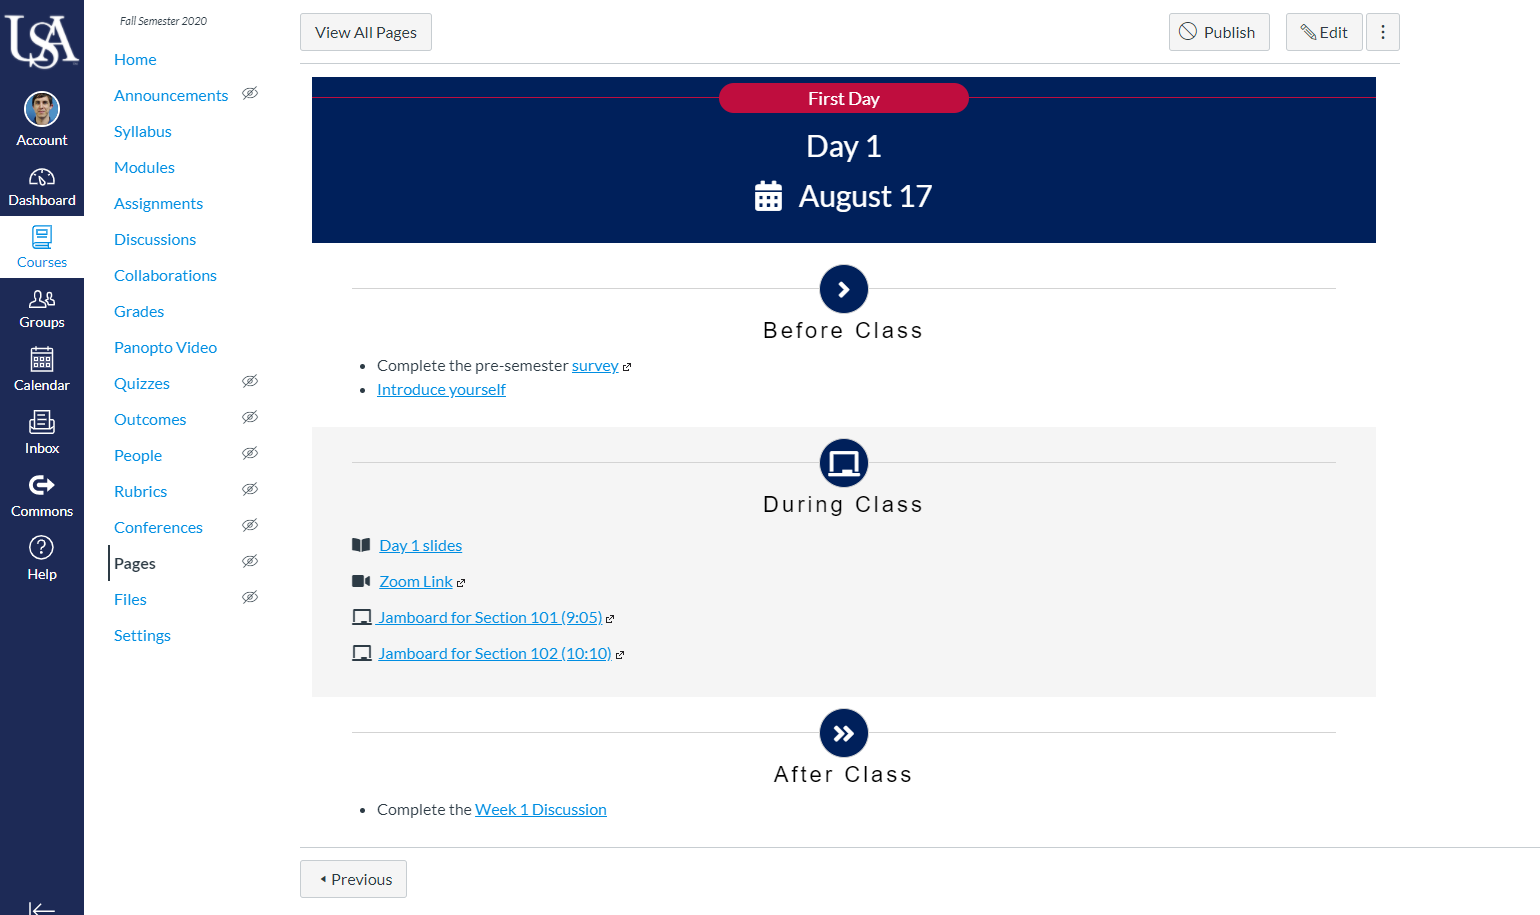 USA
Account
Dashboard
Courses
Groups
Calendar
Inbox
Commons
Help
Fall Semester 2020
Home
Announcements
Syllabus
Modules
Assignments
Discussions
Collaborations
Grades
Panopto Video
Quizzes
Outcomes
People
Rubrics
Conferences
Pages
Files
Settings
View All Pages
Publish
Edit
First Day
Day 1
August 17
Before Class
Complete the pre-semester survey
Introduce yourself
During Class
Day 1 slides
Zoom Link
Jamboard for Section 101 (9:05)
Jamboard for Section 102 (10:10)
After Class
Complete the Week 1 Discussion
Previous